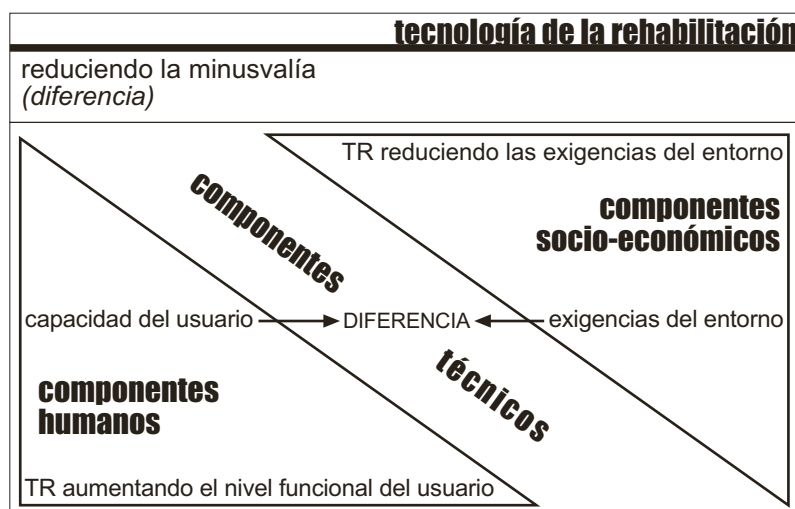 tecnología de la rehabilitación
reduciendo la minusvalía
(diferencia)
TR reduciendo las exigencias del entorno
componentes
componentes
socio-económicos
capacidad del usuario
DIFERENCIA
exigencias del entorno
técnicos
componentes
humanos
TR aumentando el nivel funcional del usuario